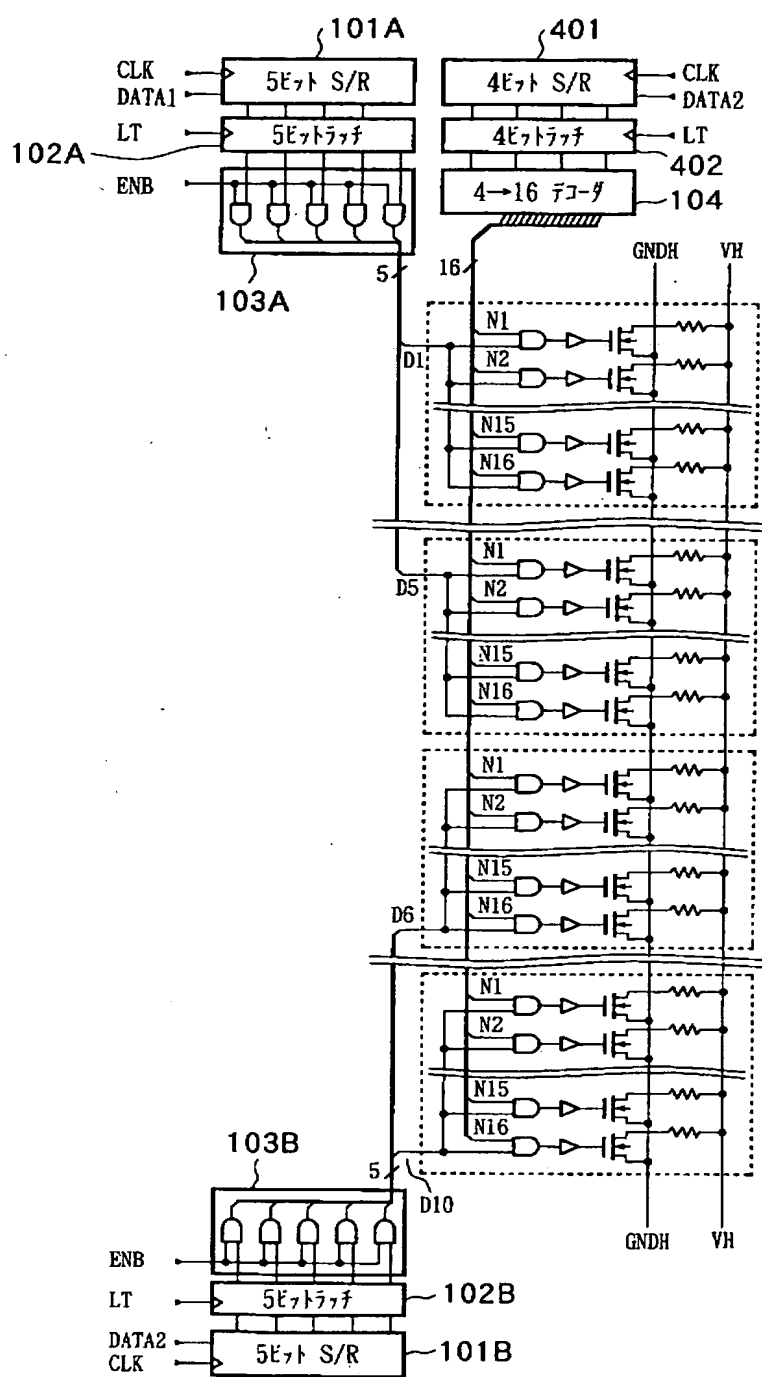 101A
401
CLK
5ビット S/R
4ビット S/R
CLK
DATA1
DATA2
LT
5ビットラッチ
4ビットラッチ
LT
102A
402
ENB
4→16 デコーダ
104
103A
5
16
GNDH
VH
D1
N1
N2
N15
N16
D5
N1
N2
N15
N16
N1
N2
N15
D6
N16
N1
N2
N15
N16
103B
5
D10
GNDH
VH
ENB
LT
5ビットラッチ
102B
DATA2
5ビット S/R
CLK
101B